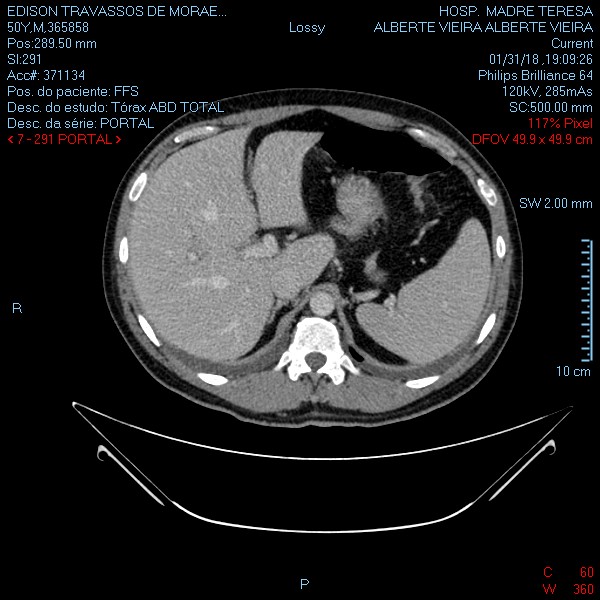 EDISON TRAVASSOS DE MORAE...
50Y,M,365858
Pos:289.50 mm
Sl:291
Acc#: 371134
Pos. do paciente: FFS
Desc. do estudo: Tórax ABD TOTAL
Desc. da série: PORTAL
< 7 - 291 PORTAL >
Lossy
HOSP. MADRE TERESA
ALBERTE VIEIRA ALBERTE VIEIRA
Current
01/31/18 ,19:09:26
Philips Brilliance 64
120kV, 285mAs
SC:500.00 mm
117% Pixel
DFOV 49.9 x 49.9 cm
SW 2.00 mm
R
10 cm
P
C 60
W 360